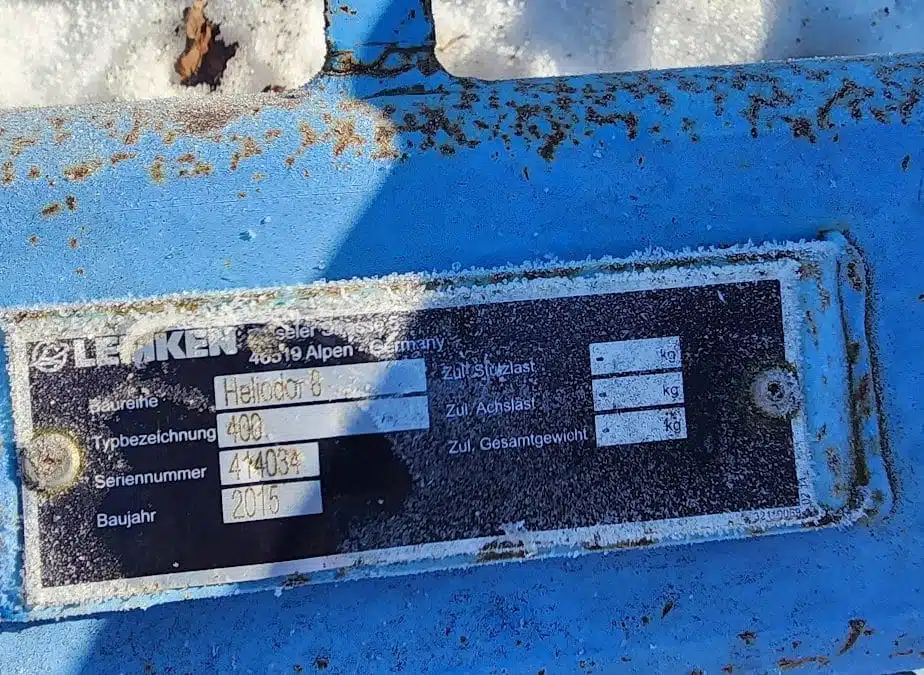 LEMKEN
46519 Alpen - Germany
Baureihe Heliodor 8
Typbezeichnung 400
Seriennummer 414034
Baujahr 2015
Zul. Stützlast - kg
Zul. Achslast - kg
Zul. Gesamtgewicht - kg